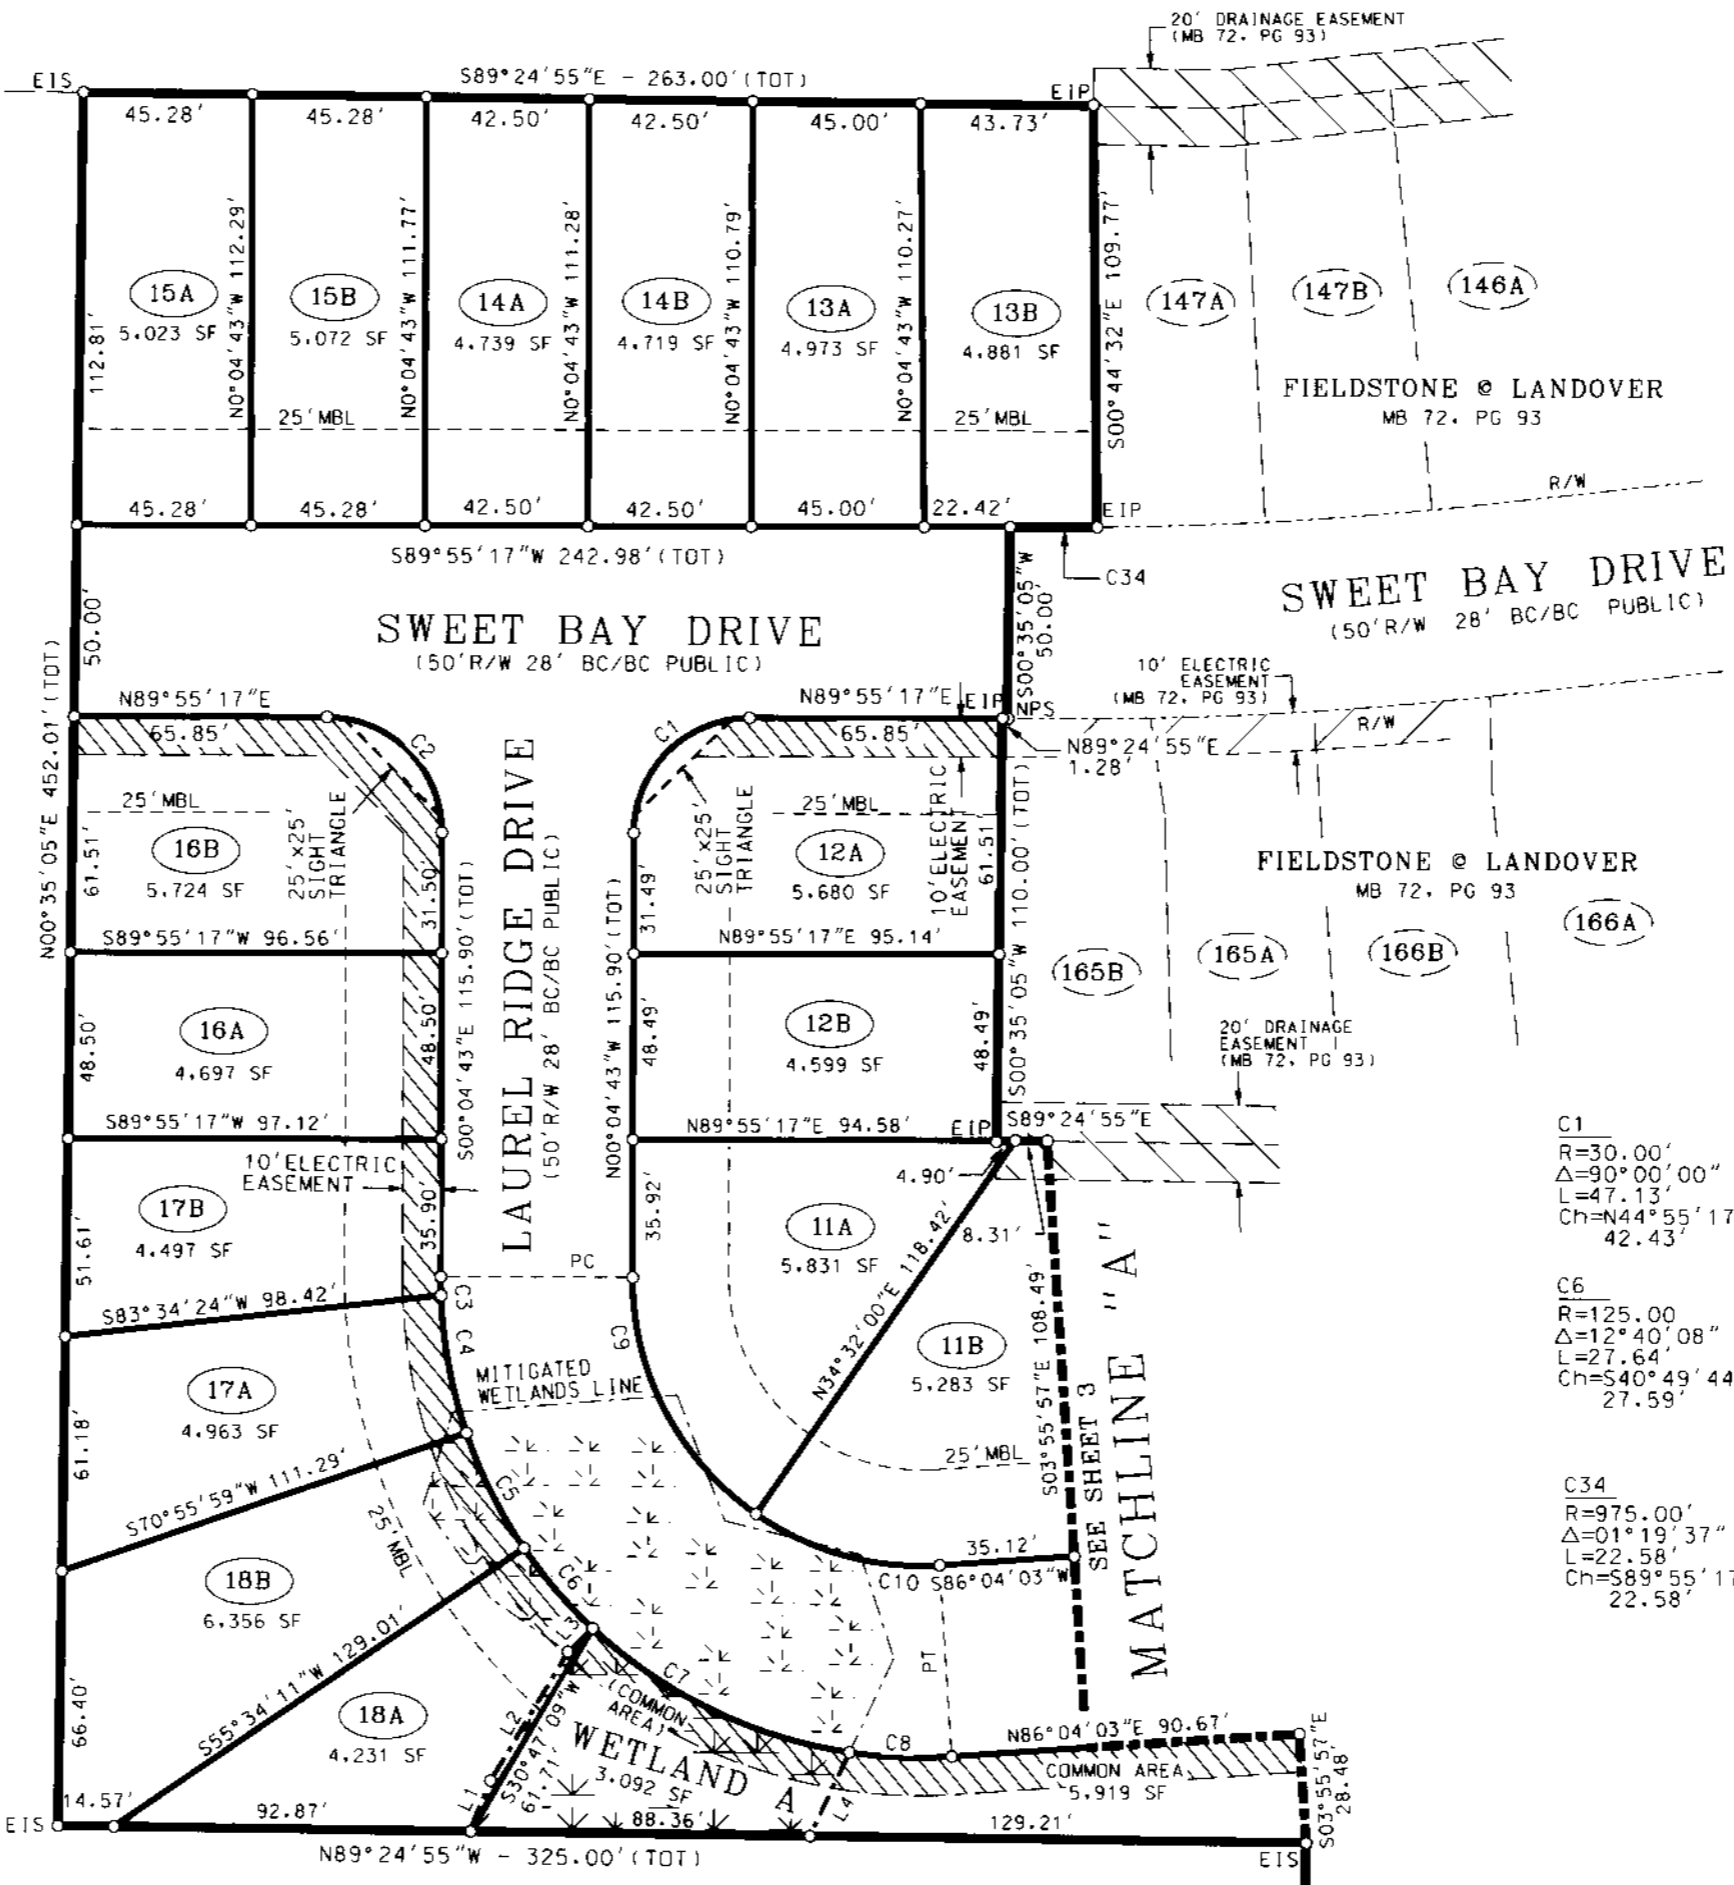 20' DRAINAGE EASEMENT
(MB 72, PG 93)
EIS
S89°24'55"E - 263.00'(TOT)
EIP
45.28'
45.28'
42.50'
42.50'
45.00'
43.73'
112.81'
15A
5.023 SF
N0°04'43"W 112.29'
15B
5.072 SF
N0°04'43"W 111.77'
14A
4.739 SF
N0°04'43"W 111.28'
14B
4.719 SF
N0°04'43"W 110.79'
13A
4.973 SF
N0°04'43"W 110.27'
13B
4.881 SF
S00°44'32"E 109.77'
147A
147B
146A
FIELDSTONE @ LANDOVER
MB 72, PG 93
25'MBL
25'MBL
R/W
45.28'
45.28'
42.50'
42.50'
45.00'
22.42'
EIP
S89°55'17"W 242.98'(TOT)
C34
50.00'
SWEET BAY DRIVE
(50'R/W 28' BC/BC PUBLIC)
S00°35'05"W
50.00'
SWEET BAY DRIVE
(50'R/W 28' BC/BC PUBLIC)
N00°35'05"E 452.01'(TOT)
10' ELECTRIC
EASEMENT
(MB 72, PG 93)
N89°55'17"E
65.85'
C2
C1
N89°55'17"E
65.85'
EIP
NPS
R/W
N89°24'55"E
1.28'
25'MBL
16B
5.724 SF
61.51'
25'x25'
SIGHT
TRIANGLE
31.50'
S00°04'43"E 115.90'(TOT)
LAUREL RIDGE DRIVE
(50'R/W 28' BC/BC PUBLIC)
N00°04'43"W 115.90'(TOT)
31.49'
25'x25'
SIGHT
TRIANGLE
25'MBL
12A
5.680 SF
10'ELECTRIC
EASEMENT
61.51
S00°35'05"W 110.00'(TOT)
FIELDSTONE @ LANDOVER
MB 72, PG 93
165B
165A
166B
166A
S89°55'17"W 96.56'
N89°55'17"E 95.14'
48.50'
16A
4.697 SF
48.50'
48.49'
12B
4.599 SF
48.49'
20' DRAINAGE
EASEMENT
(MB 72, PG 93)
S89°55'17"W 97.12'
N89°55'17"E 94.58'
EIP
S89°24'55"E
10'ELECTRIC
EASEMENT
4.90'
8.31'
17B
4.497 SF
51.61'
35.90'
35.92'
11A
5.831 SF
N34°32'00"E 118.42'
PC
S83°34'24"W 98.42'
C3
C4
C9
17A
4.963 SF
61.18'
MITIGATED
WETLANDS LINE
11B
5.283 SF
S03°55'57"E 108.49'
SEE SHEET 3
MATCHLINE "A"
25'MBL
S70°55'59"W 111.29'
C5
25'MBL
35.12'
C10
S86°04'03"W
18B
6.356 SF
66.40'
C6
S55°34'11"W 129.01'
L3
C7
PT
18A
4.231 SF
L2
L1
S30°47'09"W
61.71'
(COMMON
AREA)
WETLAND A
3.092 SF
C8
N86°04'03"E 90.67'
COMMON AREA
5.919 SF
S03°55'57"E
28.48'
L4
EIS
14.57'
92.87'
88.36'
129.21'
EIS
N89°24'55"W - 325.00'(TOT)
C1
R=30.00'
Δ=90°00'00"
L=47.13'
Ch=N44°55'17
42.43'
C6
R=125.00
Δ=12°40'08"
L=27.64'
Ch=S40°49'44
27.59'
C34
R=975.00'
Δ=01°19'37"
L=22.58'
Ch=S89°55'17
22.58'